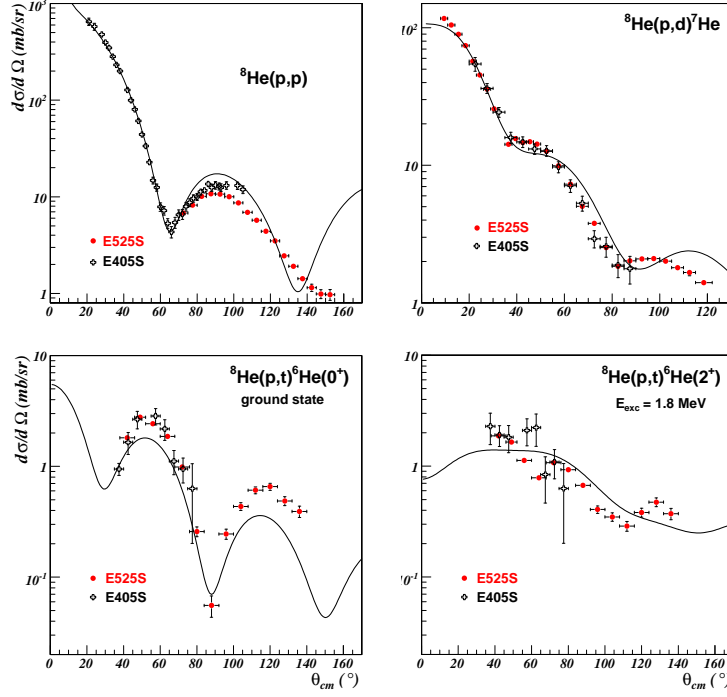 dσ/d Ω (mb/sr)
10³
10²
10
1
⁸He(p,p)
E525S
E405S
0 20 40 60 80 100 120 140 160
dσ/d Ω (mb/sr)
10²
10
1
⁸He(p,d)⁷He
E525S
E405S
0 20 40 60 80 100 120
dσ/d Ω (mb/sr)
10
1
10⁻¹
⁸He(p,t)⁶He(0⁺)
ground state
E525S
E405S
0 20 40 60 80 100 120 140 160
θcm (°)
10
1
10⁻¹
⁸He(p,t)⁶He(2⁺)
Eexc = 1.8 MeV
E525S
E405S
0 20 40 60 80 100 120 140 160
θcm (°)